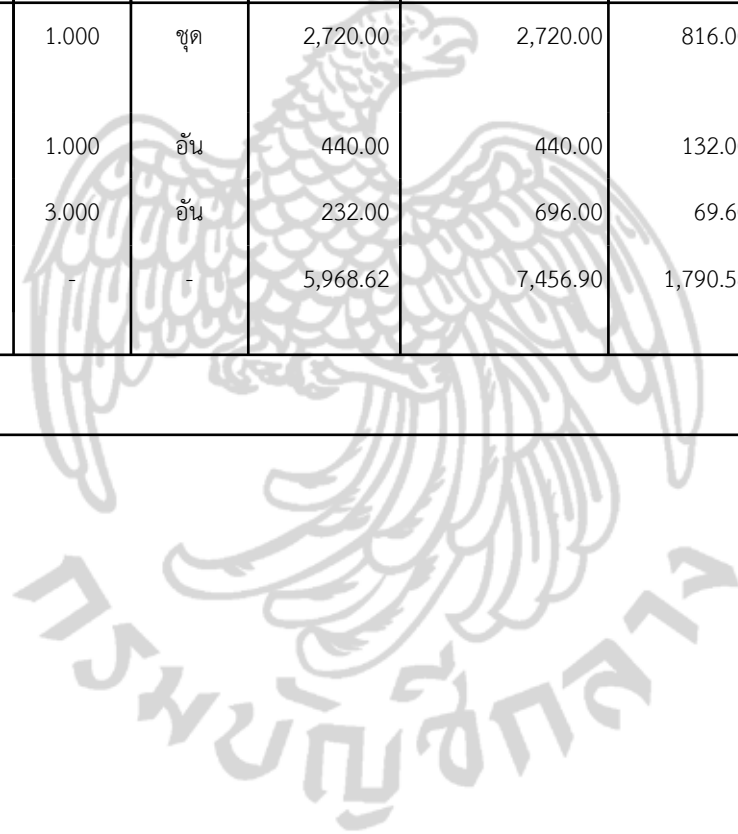 1.000 ชุด 2,720.00 2,720.00 816.0
1.000 อัน 440.00 440.00 132.0
3.000 อัน 232.00 696.00 69.6
- - 5,968.62 7,456.90 1,790.5
กรมบัญชีกลาง